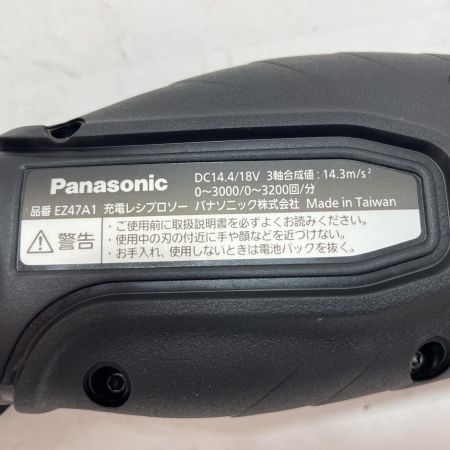 Panasonic
DC14.4/18V 3軸合成値:14.3m/s²
0～3000/0～3200回/分
品番 EZ47A1 充電レシプロソー パナソニック株式会社 Made in Taiwan
警告
・ご使用前に取扱説明書を必ずよくお読みください。
・使用中の刃の付近に手や顔などを近づけない。
・お手入れ、使用しないときは電池パックを抜く。